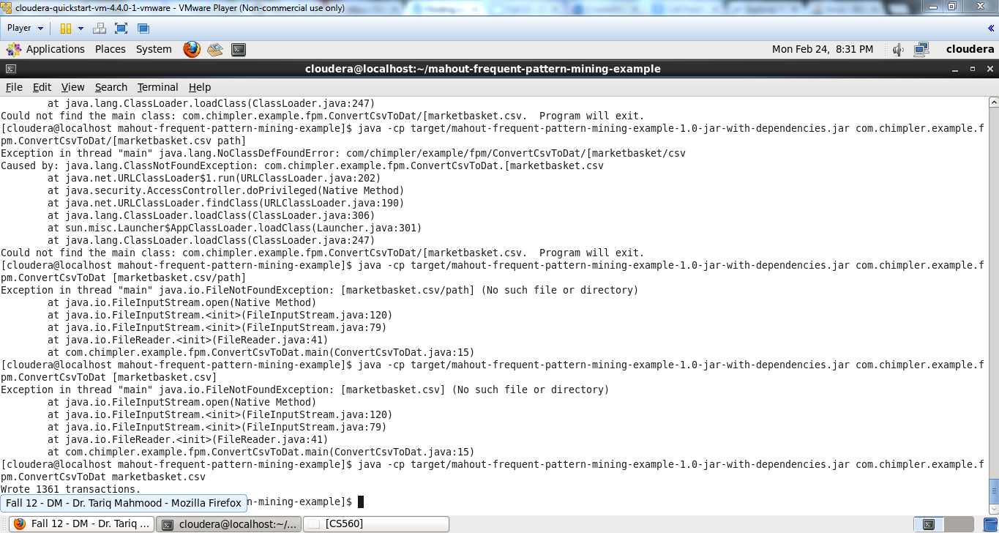 cloudera-quickstart-vm-4.4.0-1-vmware - VMware Player (Non-commercial use only)
Player
Applications Places System Mon Feb 24, 8:31 PM cloudera
cloudera@localhost:~/mahout-frequent-pattern-mining-example
File Edit View Search Terminal Help
at java.lang.ClassLoader.loadClass(ClassLoader.java:247)
Could not find the main class: com.chimpler.example.fpm.ConvertCsvToDat/[marketbasket.csv.  Program will exit.
[cloudera@localhost mahout-frequent-pattern-mining-example]$ java -cp target/mahout-frequent-pattern-mining-example-1.0-jar-with-dependencies.jar com.chimpler.example.f
pm.ConvertCsvToDat/[marketbasket.csv path]
Exception in thread "main" java.lang.NoClassDefFoundError: com/chimpler/example/fpm/ConvertCsvToDat/[marketbasket/csv
Caused by: java.lang.ClassNotFoundException: com.chimpler.example.fpm.ConvertCsvToDat.[marketbasket.csv
at java.net.URLClassLoader$1.run(URLClassLoader.java:202)
at java.security.AccessController.doPrivileged(Native Method)
at java.net.URLClassLoader.findClass(URLClassLoader.java:190)
at java.lang.ClassLoader.loadClass(ClassLoader.java:306)
at sun.misc.Launcher$AppClassLoader.loadClass(Launcher.java:301)
at java.lang.ClassLoader.loadClass(ClassLoader.java:247)
Could not find the main class: com.chimpler.example.fpm.ConvertCsvToDat/[marketbasket.csv.  Program will exit.
[cloudera@localhost mahout-frequent-pattern-mining-example]$ java -cp target/mahout-frequent-pattern-mining-example-1.0-jar-with-dependencies.jar com.chimpler.example.f
pm.ConvertCsvToDat [marketbasket.csv/path]
Exception in thread "main" java.io.FileNotFoundException: [marketbasket.csv/path] (No such file or directory)
at java.io.FileInputStream.open(Native Method)
at java.io.FileInputStream.<init>(FileInputStream.java:120)
at java.io.FileInputStream.<init>(FileInputStream.java:79)
at java.io.FileReader.<init>(FileReader.java:41)
at com.chimpler.example.fpm.ConvertCsvToDat.main(ConvertCsvToDat.java:15)
[cloudera@localhost mahout-frequent-pattern-mining-example]$ java -cp target/mahout-frequent-pattern-mining-example-1.0-jar-with-dependencies.jar com.chimpler.example.f
pm.ConvertCsvToDat [marketbasket.csv]
Exception in thread "main" java.io.FileNotFoundException: [marketbasket.csv] (No such file or directory)
at java.io.FileInputStream.open(Native Method)
at java.io.FileInputStream.<init>(FileInputStream.java:120)
at java.io.FileInputStream.<init>(FileInputStream.java:79)
at java.io.FileReader.<init>(FileReader.java:41)
at com.chimpler.example.fpm.ConvertCsvToDat.main(ConvertCsvToDat.java:15)
[cloudera@localhost mahout-frequent-pattern-mining-example]$ java -cp target/mahout-frequent-pattern-mining-example-1.0-jar-with-dependencies.jar com.chimpler.example.f
pm.ConvertCsvToDat marketbasket.csv
Wrote 1361 transactions.
Fall 12 - DM - Dr. Tariq Mahmood - Mozilla Firefox n-mining-example]$
Fall 12 - DM - Dr. Tariq ... cloudera@localhost:~/... [CS560]